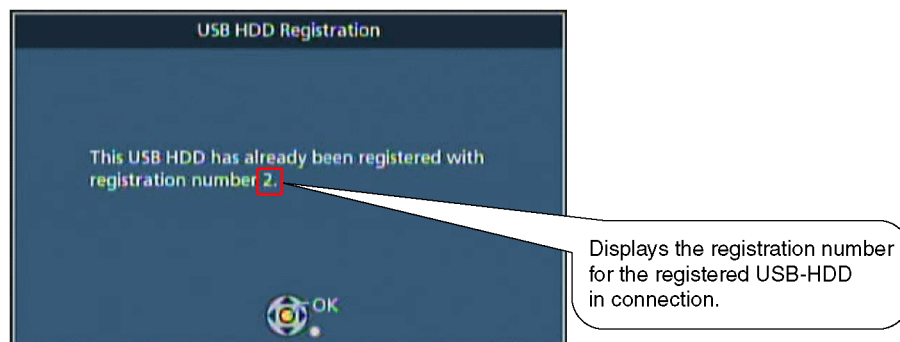 USB HDD Registration
This USB HDD has already been registered with
registration number 2.
OK
Displays the registration number
for the registered USB-HDD
in connection.